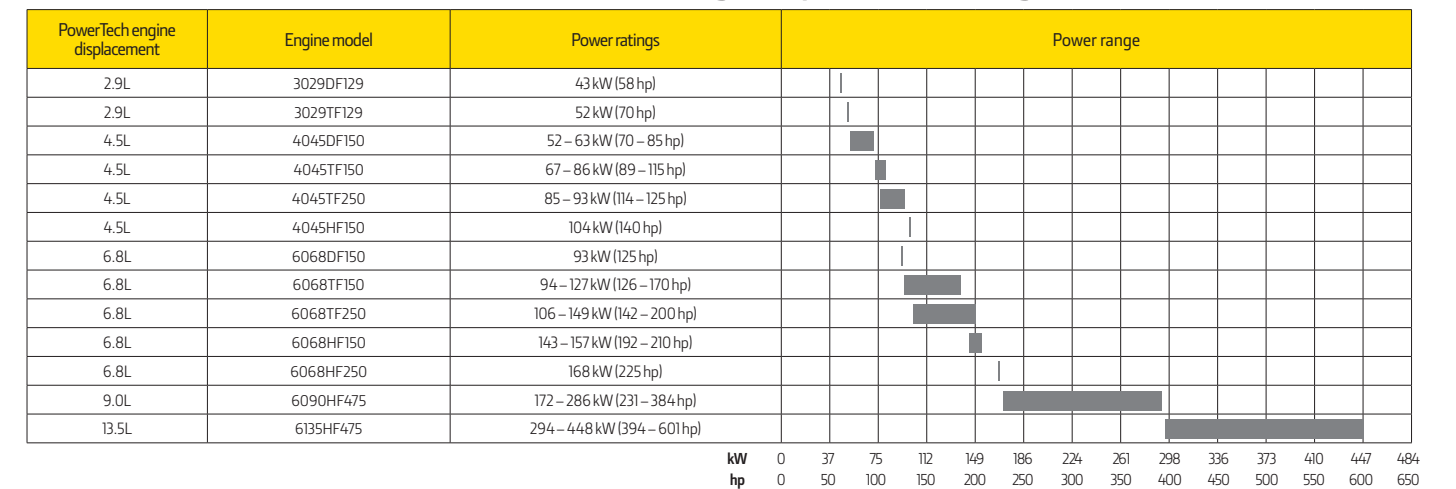 PowerTech engine
displacement
Engine model
Power ratings
Power range
2.9L 3029DF129 43 kW (58 hp)
2.9L 3029TF129 52 kW (70 hp)
4.5L 4045DF150 52 – 63 kW (70 – 85 hp)
4.5L 4045TF150 67 – 86 kW (89 – 115 hp)
4.5L 4045TF250 85 – 93 kW (114 – 125 hp)
4.5L 4045HF150 104 kW (140 hp)
6.8L 6068DF150 93 kW (125 hp)
6.8L 6068TF150 94 – 127 kW (126 – 170 hp)
6.8L 6068TF250 106 – 149 kW (142 – 200 hp)
6.8L 6068HF150 143 – 157 kW (192 – 210 hp)
6.8L 6068HF250 168 kW (225 hp)
9.0L 6090HF475 172 – 286 kW (231 – 384 hp)
13.5L 6135HF475 294 – 448 kW (394 – 601 hp)
kW 0 37 75 112 149 186 224 261 298 336 373 410 447 484
hp 0 50 100 150 200 250 300 350 400 450 500 550 600 650